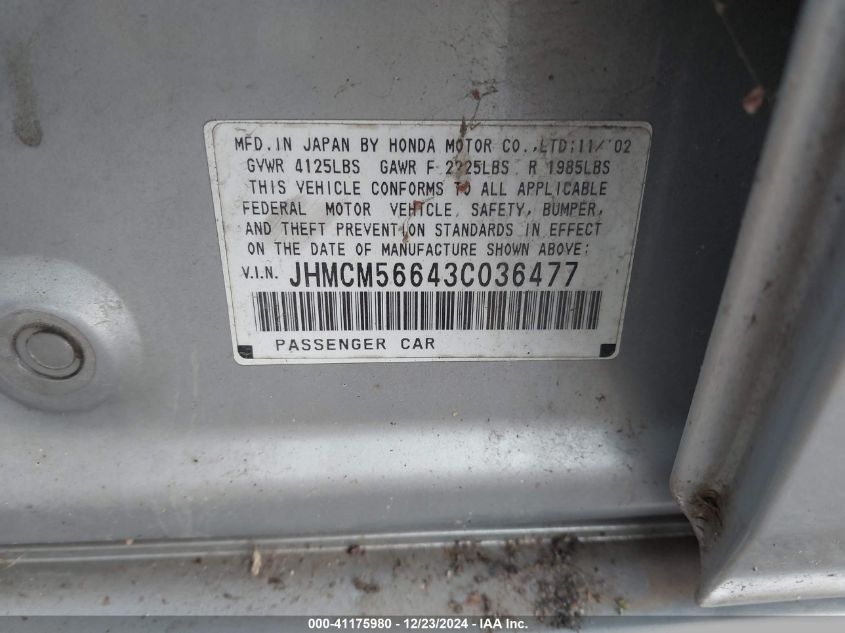 MFD. IN JAPAN BY HONDA MOTOR CO., LTD; 11/'02
GVWR 4125LBS GAWR F 2225LBS R 1985LBS
THIS VEHICLE CONFORMS TO ALL APPLICABLE
FEDERAL MOTOR VEHICLE SAFETY, BUMPER,
AND THEFT PREVENTION STANDARDS IN EFFECT
ON THE DATE OF MANUFACTURE SHOWN ABOVE;
V.I.N. JHMCM56643C036477
PASSENGER CAR
000-41175980 - 12/23/2024 - IAA Inc.